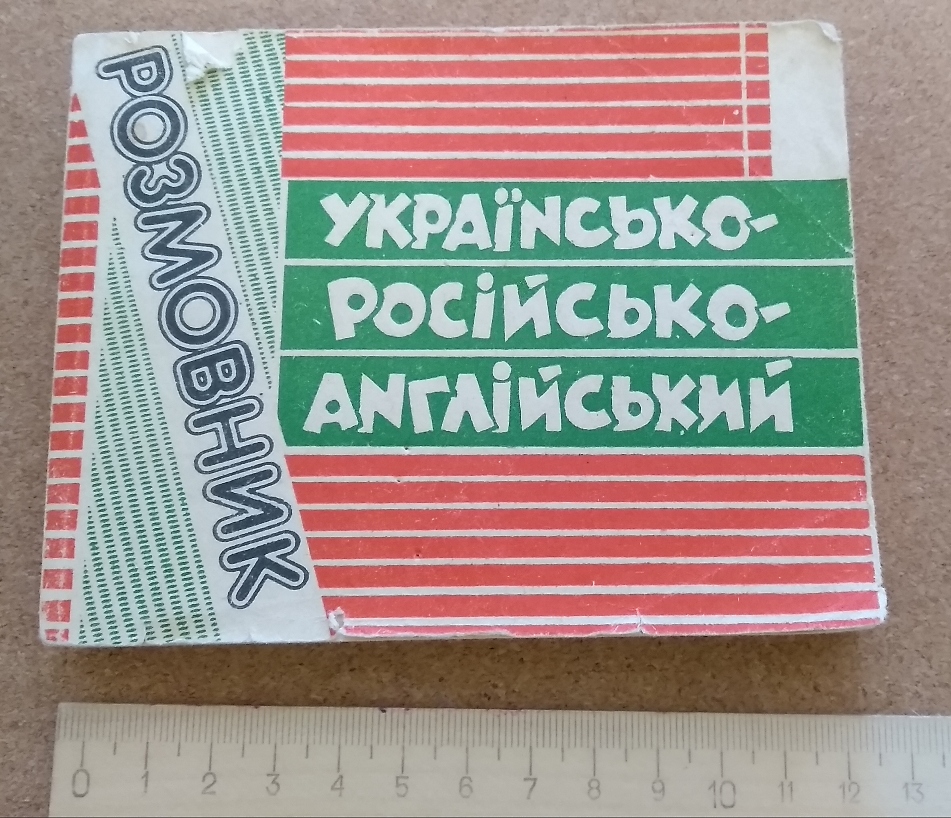 РОЗМОВНИК
УКРАЇНСЬКО-
РОСІЙСЬКО-
АНГЛІЙСЬКИЙ
0 1 2 3 4 5 6 7 8 9 10 11 12 13